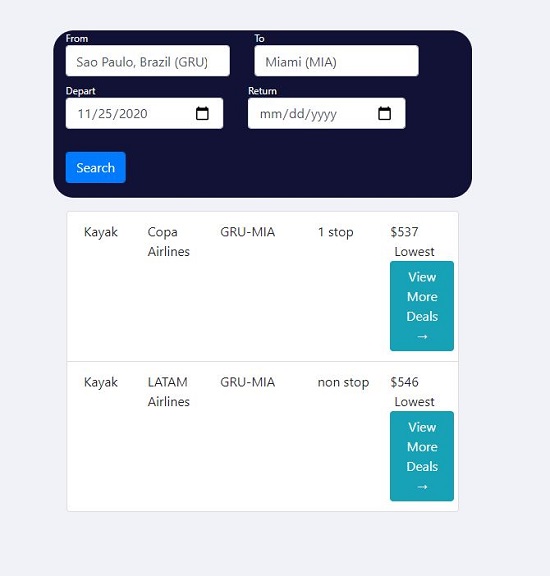 From To
Sao Paulo, Brazil (GRU) Miami (MIA)
Depart Return
11/25/2020 mm/dd/yyyy
Search
Kayak Copa Airlines GRU-MIA 1 stop $537 Lowest
View
More
Deals
→
Kayak LATAM Airlines GRU-MIA non stop $546 Lowest
View
More
Deals
→